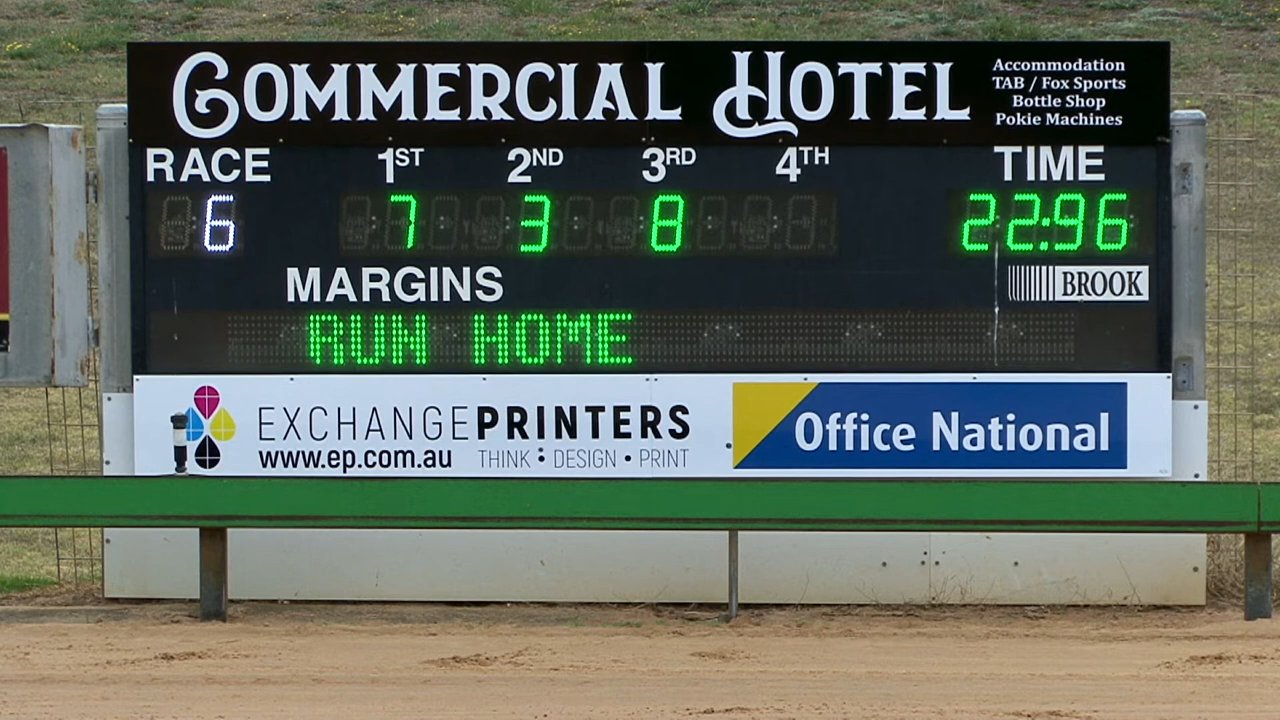 COMMERCIAL HOTEL
Accommodation
TAB / Fox Sports
Bottle Shop
Pokie Machines
RACE 1ST 2ND 3RD 4TH TIME
6 7 3 8 22:96
MARGINS
BROOK
RUN HOME
EXCHANGEPRINTERS
www.ep.com.au THINK • DESIGN • PRINT
Office National